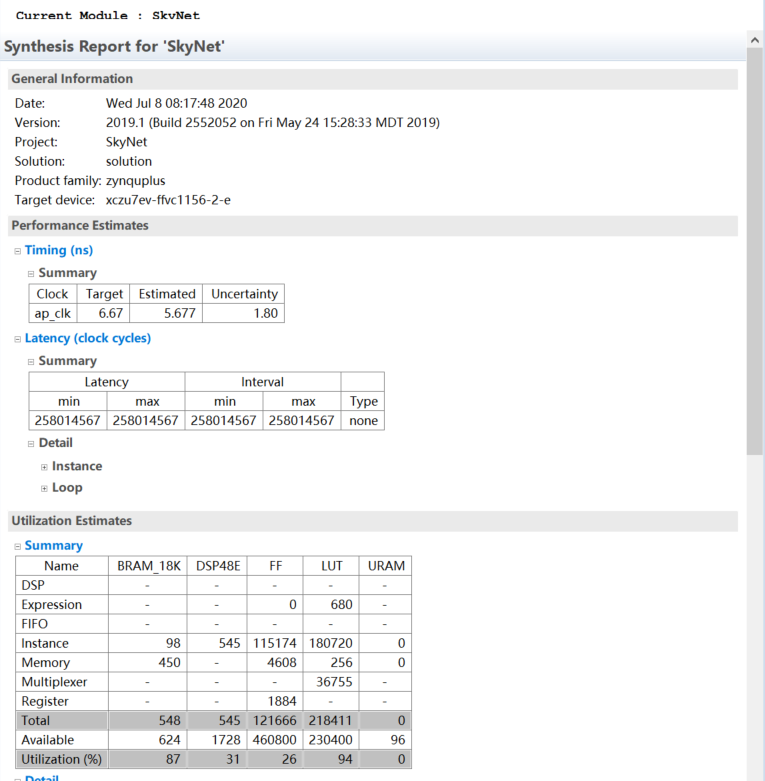 Current Module : SkyNet
Synthesis Report for 'SkyNet'
General Information
Date: Wed Jul 8 08:17:48 2020
Version: 2019.1 (Build 2552052 on Fri May 24 15:28:33 MDT 2019)
Project: SkyNet
Solution: solution
Product family: zynquplus
Target device: xczu7ev-ffvc1156-2-e
Performance Estimates
Timing (ns)
Summary
Clock Target Estimated Uncertainty
ap_clk 6.67 5.677 1.80
Latency (clock cycles)
Summary
Latency Interval
min max min max Type
258014567 258014567 258014567 258014567 none
Detail
Instance
Loop
Utilization Estimates
Summary
Name BRAM_18K DSP48E FF LUT URAM
DSP - - - - -
Expression - - 0 680 -
FIFO - - - - -
Instance 98 545 115174 180720 0
Memory 450 - 4608 256 0
Multiplexer - - - 36755 -
Register - - 1884 - -
Total 548 545 121666 218411 0
Available 624 1728 460800 230400 96
Utilization (%) 87 31 26 94 0
Detail